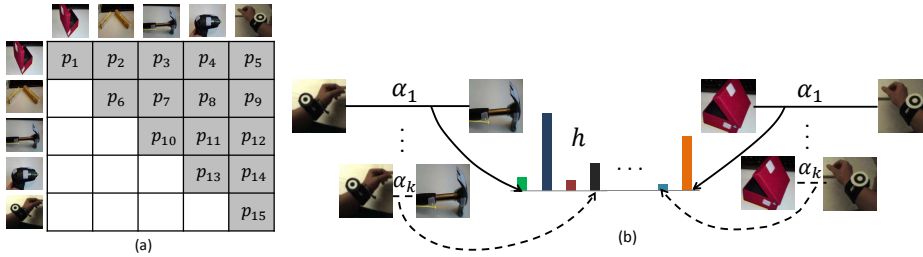 p₁ p₂ p₃ p₄ p₅
p₆ p₇ p₈ p₉
p₁₀ p₁₁ p₁₂
p₁₃ p₁₄
p₁₅
(a)
α₁ α₁
⋮ h ⋮
αₖ . . . αₖ
(b)